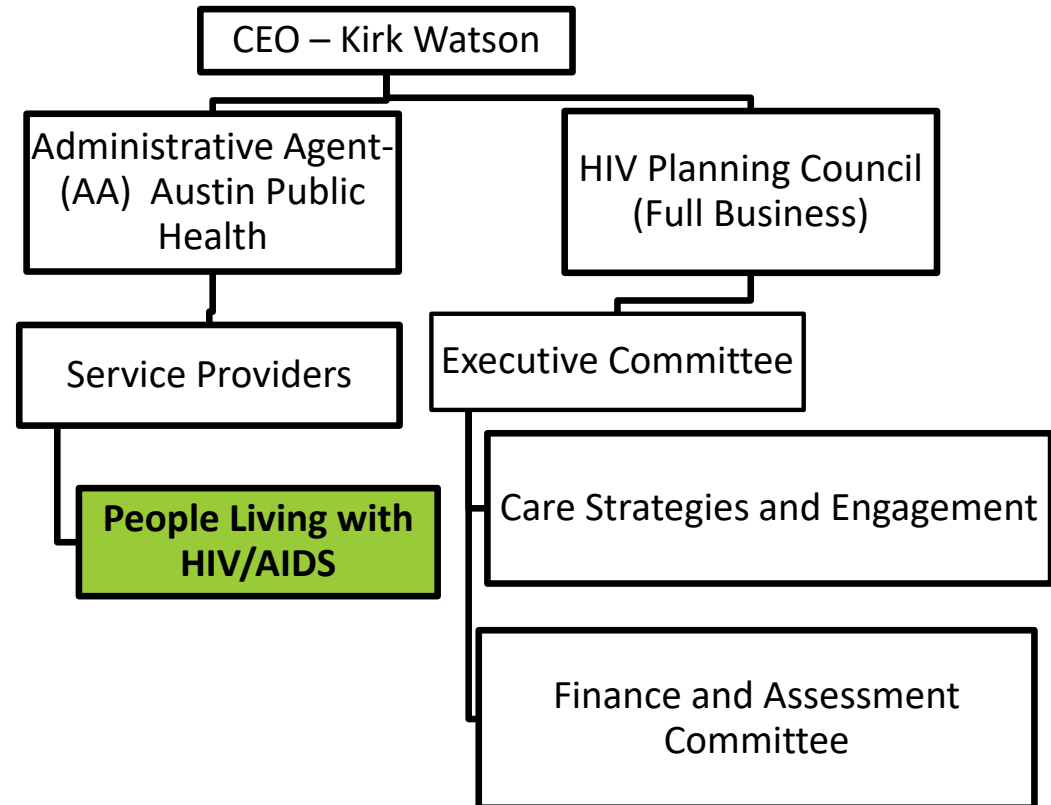 CEO – Kirk Watson
Administrative Agent-
(AA)  Austin Public
Health
HIV Planning Council
(Full Business)
Service Providers
Executive Committee
People Living with
HIV/AIDS
Care Strategies and Engagement
Finance and Assessment
Committee